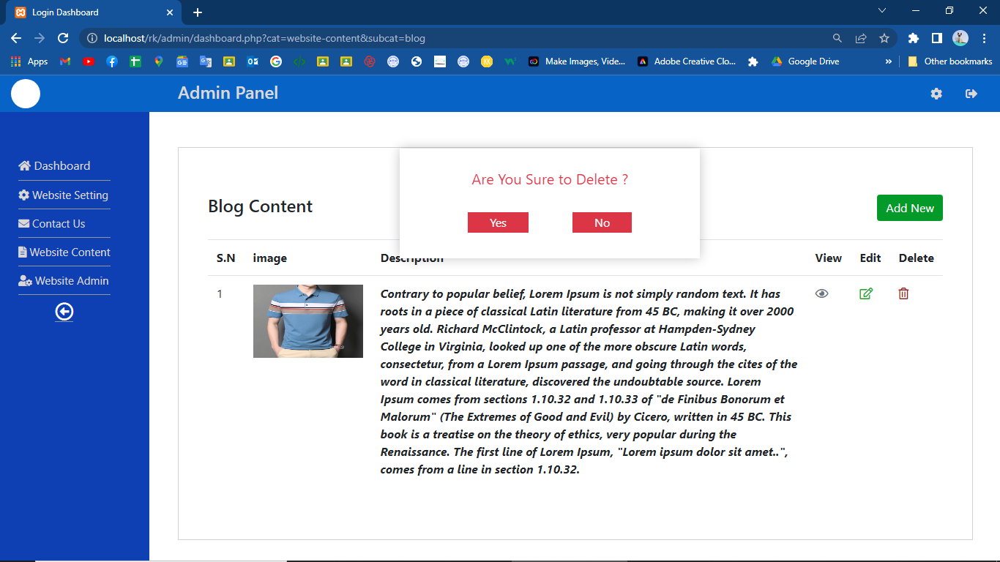 Login Dashboard
localhost/rk/admin/dashboard.php?cat=website-content&subcat=blog
Apps
Make Images, Vide...
Adobe Creative Clo...
Google Drive
»
Other bookmarks
Admin Panel
Dashboard
Website Setting
Contact Us
Website Content
Website Admin
Are You Sure to Delete ?
Yes No
Blog Content
Add New
S.N image Description View Edit Delete
1
Contrary to popular belief, Lorem Ipsum is not simply random text. It has
roots in a piece of classical Latin literature from 45 BC, making it over 2000
years old. Richard McClintock, a Latin professor at Hampden-Sydney
College in Virginia, looked up one of the more obscure Latin words,
consectetur, from a Lorem Ipsum passage, and going through the cites of the
word in classical literature, discovered the undoubtable source. Lorem
Ipsum comes from sections 1.10.32 and 1.10.33 of "de Finibus Bonorum et
Malorum" (The Extremes of Good and Evil) by Cicero, written in 45 BC. This
book is a treatise on the theory of ethics, very popular during the
Renaissance. The first line of Lorem Ipsum, "Lorem ipsum dolor sit amet..",
comes from a line in section 1.10.32.